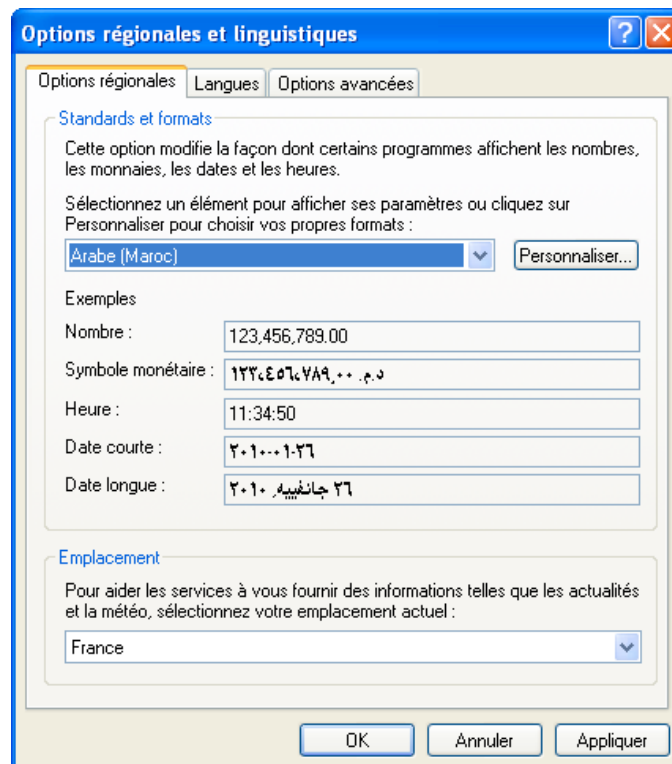 Options régionales et linguistiques
Options régionales Langues Options avancées
Standards et formats
Cette option modifie la façon dont certains programmes affichent les nombres,
les monnaies, les dates et les heures.
Sélectionnez un élément pour afficher ses paramètres ou cliquez sur
Personnaliser pour choisir vos propres formats :
Arabe (Maroc) Personnaliser...
Exemples
Nombre : 123,456,789.00
Symbole monétaire : د.م. ١٢٣،٤٥٦،٧٨٩,٠٠
Heure : 11:34:50
Date courte : ٢٠١٠-٠١-٢٦
Date longue : ٢٦ جانفييه, ٢٠١٠
Emplacement
Pour aider les services à vous fournir des informations telles que les actualités
et la météo, sélectionnez votre emplacement actuel :
France
OK Annuler Appliquer